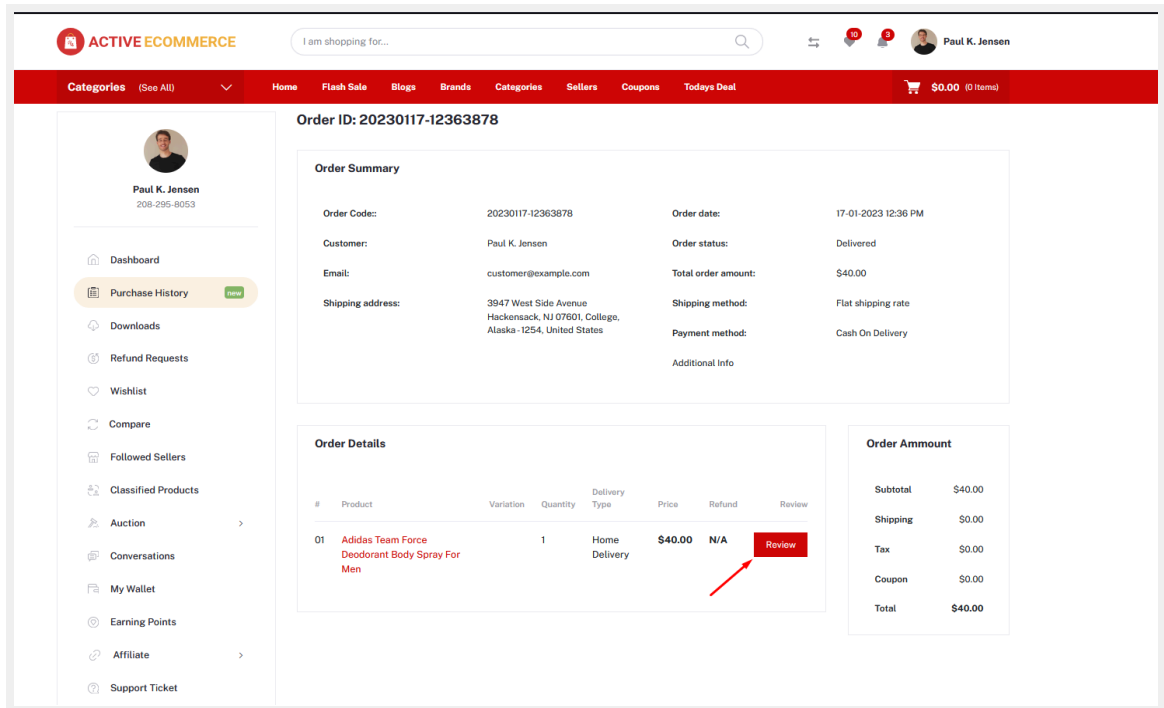 ACTIVE ECOMMERCE
I am shopping for...
10
3
Paul K. Jensen
Categories (See All)
Home Flash Sale Blogs Brands Categories Sellers Coupons Todays Deal
$0.00 (0 Items)
Paul K. Jensen
208-295-8053
Dashboard
Purchase History new
Downloads
Refund Requests
Wishlist
Compare
Followed Sellers
Classified Products
Auction
Conversations
My Wallet
Earning Points
Affiliate
Support Ticket
Order ID: 20230117-12363878
Order Summary
Order Code:: 20230117-12363878
Customer: Paul K. Jensen
Email: customer@example.com
Shipping address: 3947 West Side Avenue
Hackensack, NJ 07601, College,
Alaska - 1254, United States
Order date: 17-01-2023 12:36 PM
Order status: Delivered
Total order amount: $40.00
Shipping method: Flat shipping rate
Payment method: Cash On Delivery
Additional Info
Order Details
# Product Variation Quantity Delivery Type Price Refund Review
01 Adidas Team Force 1 Home $40.00 N/A Review
Deodorant Body Spray For Delivery
Men
Order Ammount
Subtotal $40.00
Shipping $0.00
Tax $0.00
Coupon $0.00
Total $40.00